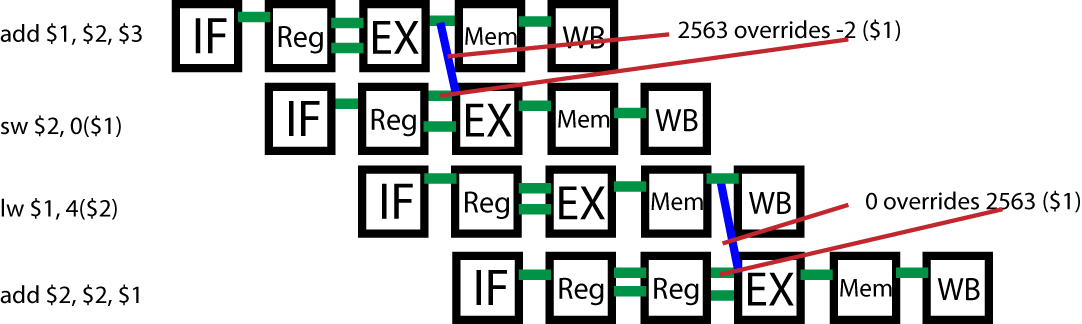 add $1, $2, $3 IF Reg EX Mem WB 2563 overrides -2 ($1)
sw $2, 0($1) IF Reg EX Mem WB
lw $1, 4($2) IF Reg EX Mem WB 0 overrides 2563 ($1)
add $2, $2, $1 IF Reg Reg EX Mem WB